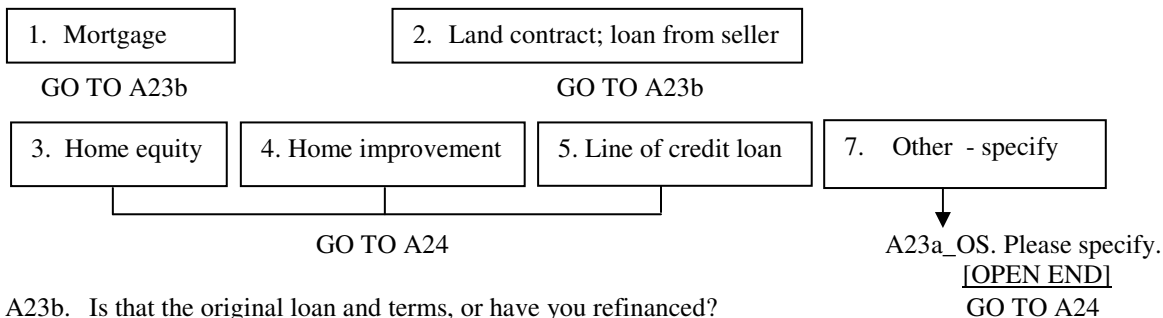 1. Mortgage
2. Land contract; loan from seller
GO TO A23b
GO TO A23b
3. Home equity
4. Home improvement
5. Line of credit loan
7. Other - specify
GO TO A24
A23a_OS. Please specify.
[OPEN END]
GO TO A24
A23b. Is that the original loan and terms, or have you refinanced?